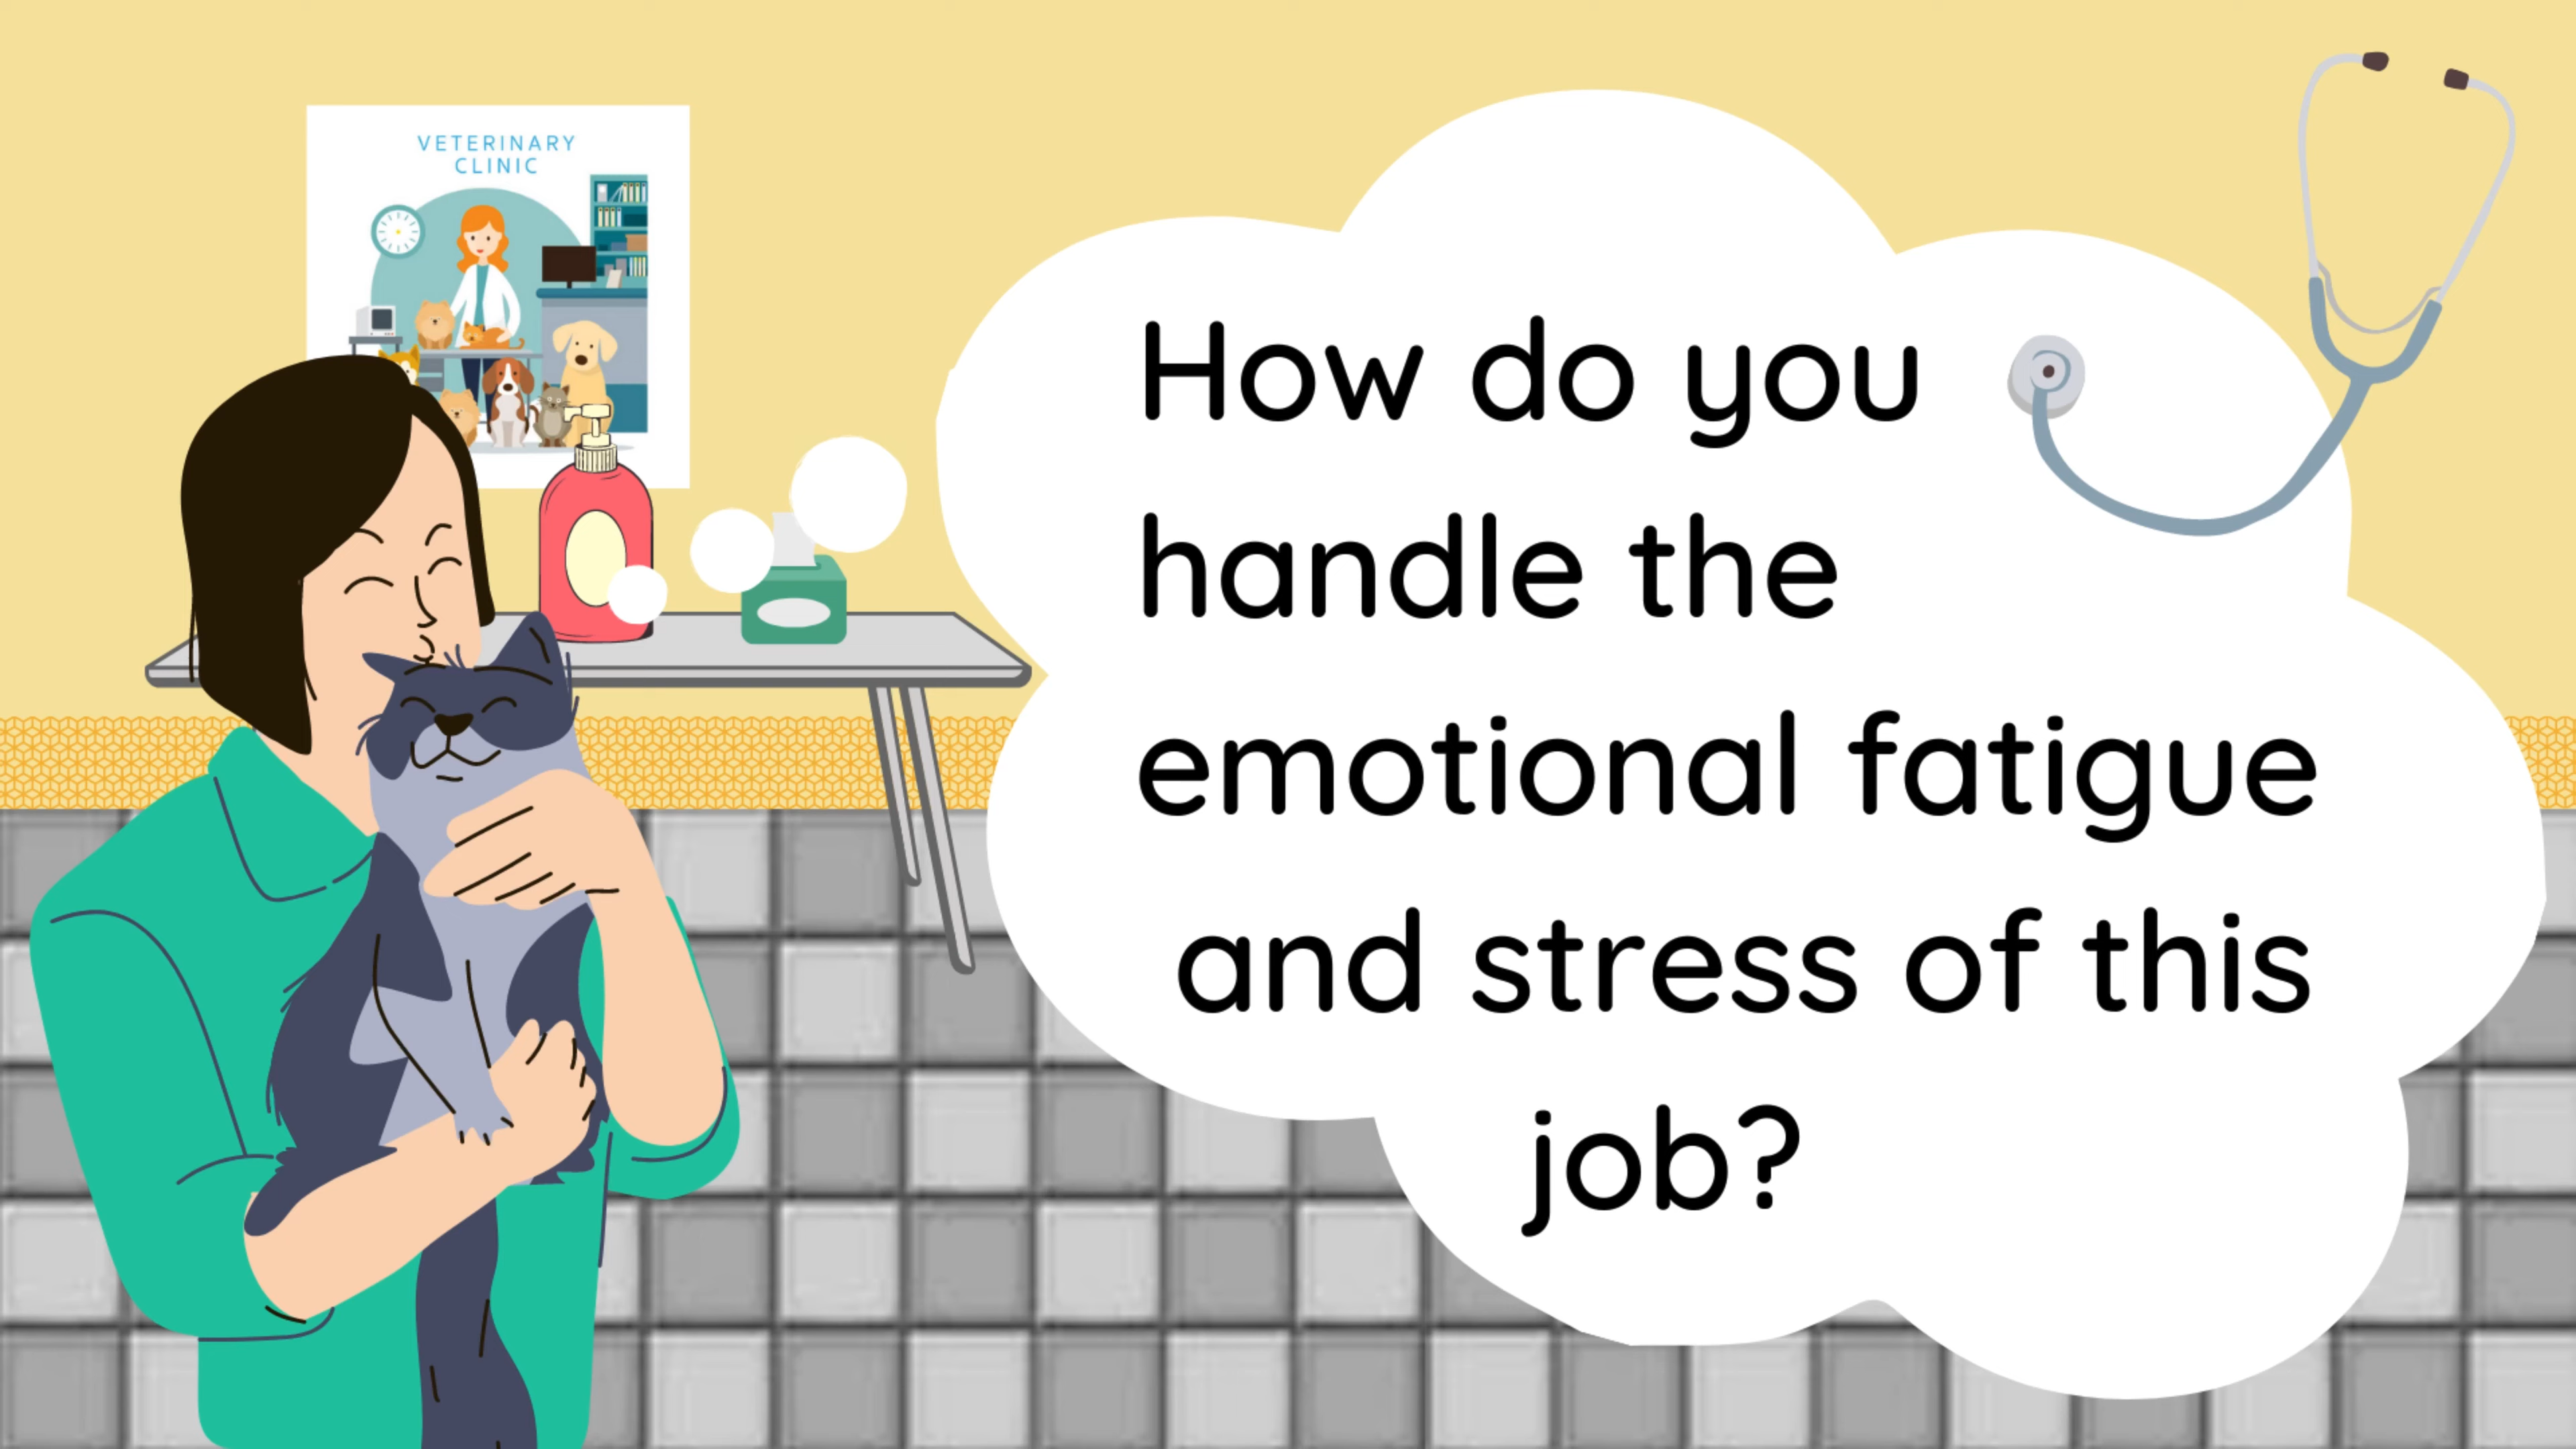 VETERINARY
CLINIC
How do you
handle the
emotional fatigue
and stress of this
job?